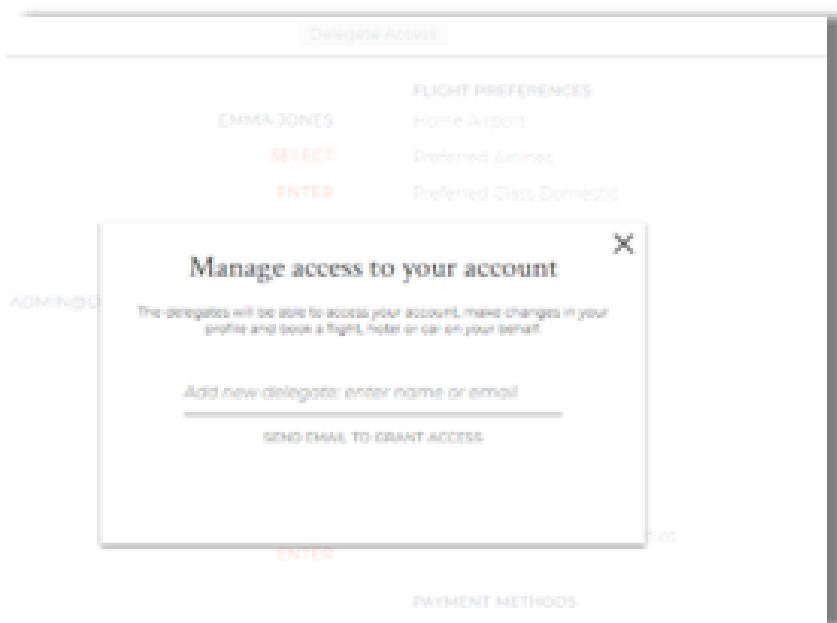 Delegate Access
FLIGHT PREFERENCES
EMMA JONES
Home Airport
SELECT
Preferred Airlines
ENTER
Preferred Class Domestic
Manage access to your account
The delegates will be able to access your account, make changes in your
profile and book a flight, hotel or car on your behalf.
Add new delegate: enter name or email
SEND EMAIL TO GRANT ACCESS
ENTER
PAYMENT METHODS